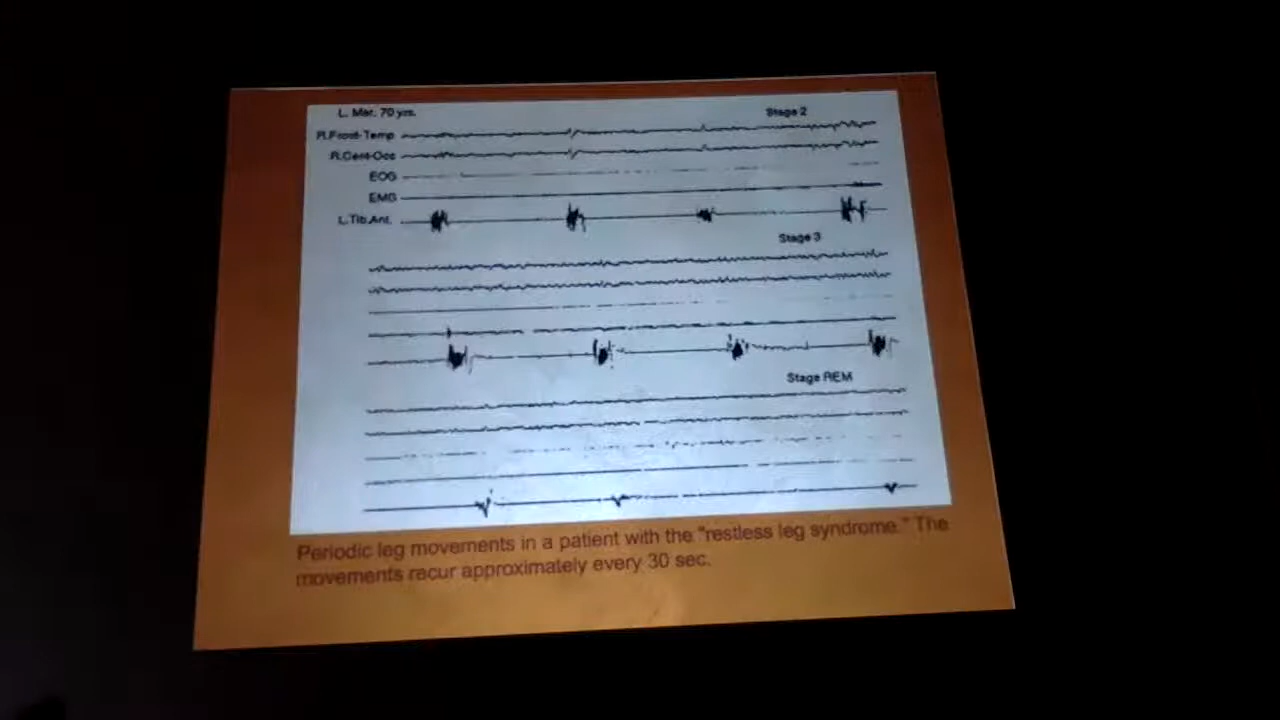 L. Mar. 70 yrs.
Stage 2
R.Front-Temp
R.Cent-Occ
EOG
EMG
L.Tib.Ant.
Stage 3
Stage REM
Periodic leg movements in a patient with the "restless leg syndrome." The
movements recur approximately every 30 sec.